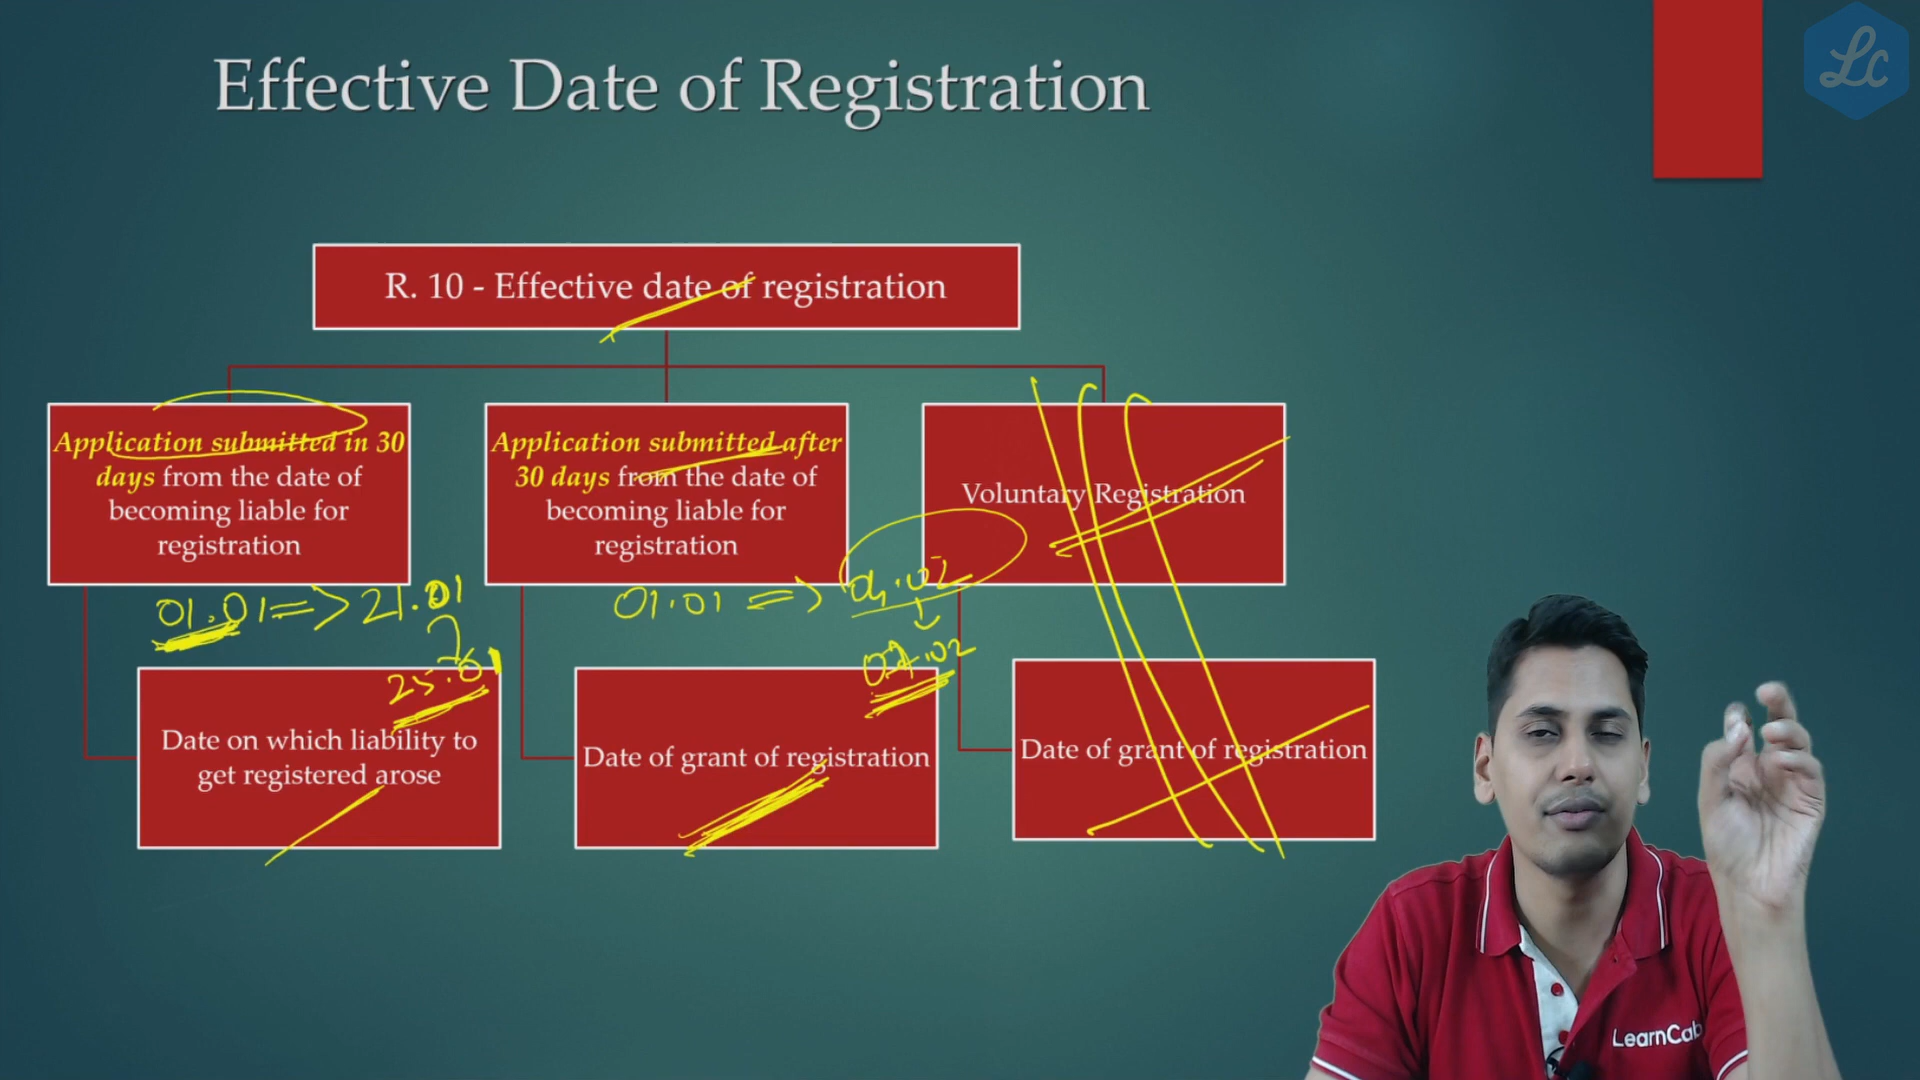 Lc
Effective Date of Registration
R. 10 - Effective date of registration
Application submitted in 30
days from the date of
becoming liable for
registration
Application submitted after
30 days from the date of
becoming liable for
registration
Voluntary Registration
01.01 => 21.01
25.01
01.01 =>
Date on which liability to
get registered arose
Date of grant of registration
Date of grant of registration
LearnCab